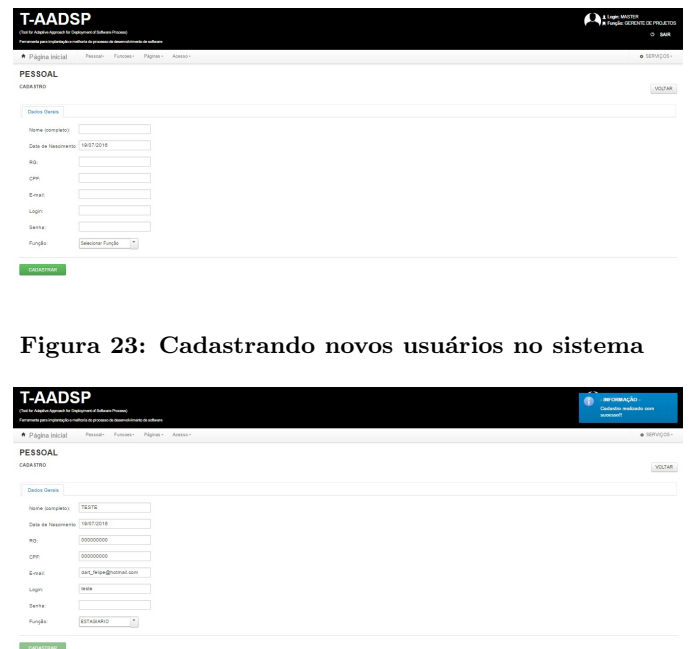 T-AADSP
(Tool for Adaptive Approach for Deployment of Software Process)
Ferramenta para implantação e melhoria do processo de desenvolvimento de software
Login: MASTER
Função: GERENTE DE PROJETOS
SAIR
Página inicial Pessoal Funcoes Páginas Acesso SERVIÇOS
PESSOAL
CADASTRO
VOLTAR
Dados Gerais
Nome (completo):
Data de Nascimento: 19/07/2016
RG:
CPF:
E-mail:
Login:
Senha:
Função: Selecionar Função
CADASTRAR
Figura 23: Cadastrando novos usuários no sistema
T-AADSP
(Tool for Adaptive Approach for Deployment of Software Process)
Ferramenta para implantação e melhoria do processo de desenvolvimento de software
- INFORMAÇÃO -
Cadastro realizado com
sucesso!!
Página inicial Pessoal Funcoes Páginas Acesso SERVIÇOS
PESSOAL
CADASTRO
VOLTAR
Dados Gerais
Nome (completo): TESTE
Data de Nascimento: 19/07/2016
RG: 000000000
CPF: 000000000
E-mail: dart_felipe@hotmail.com
Login: teste
Senha:
Função: ESTAGIARIO
CADASTRAR